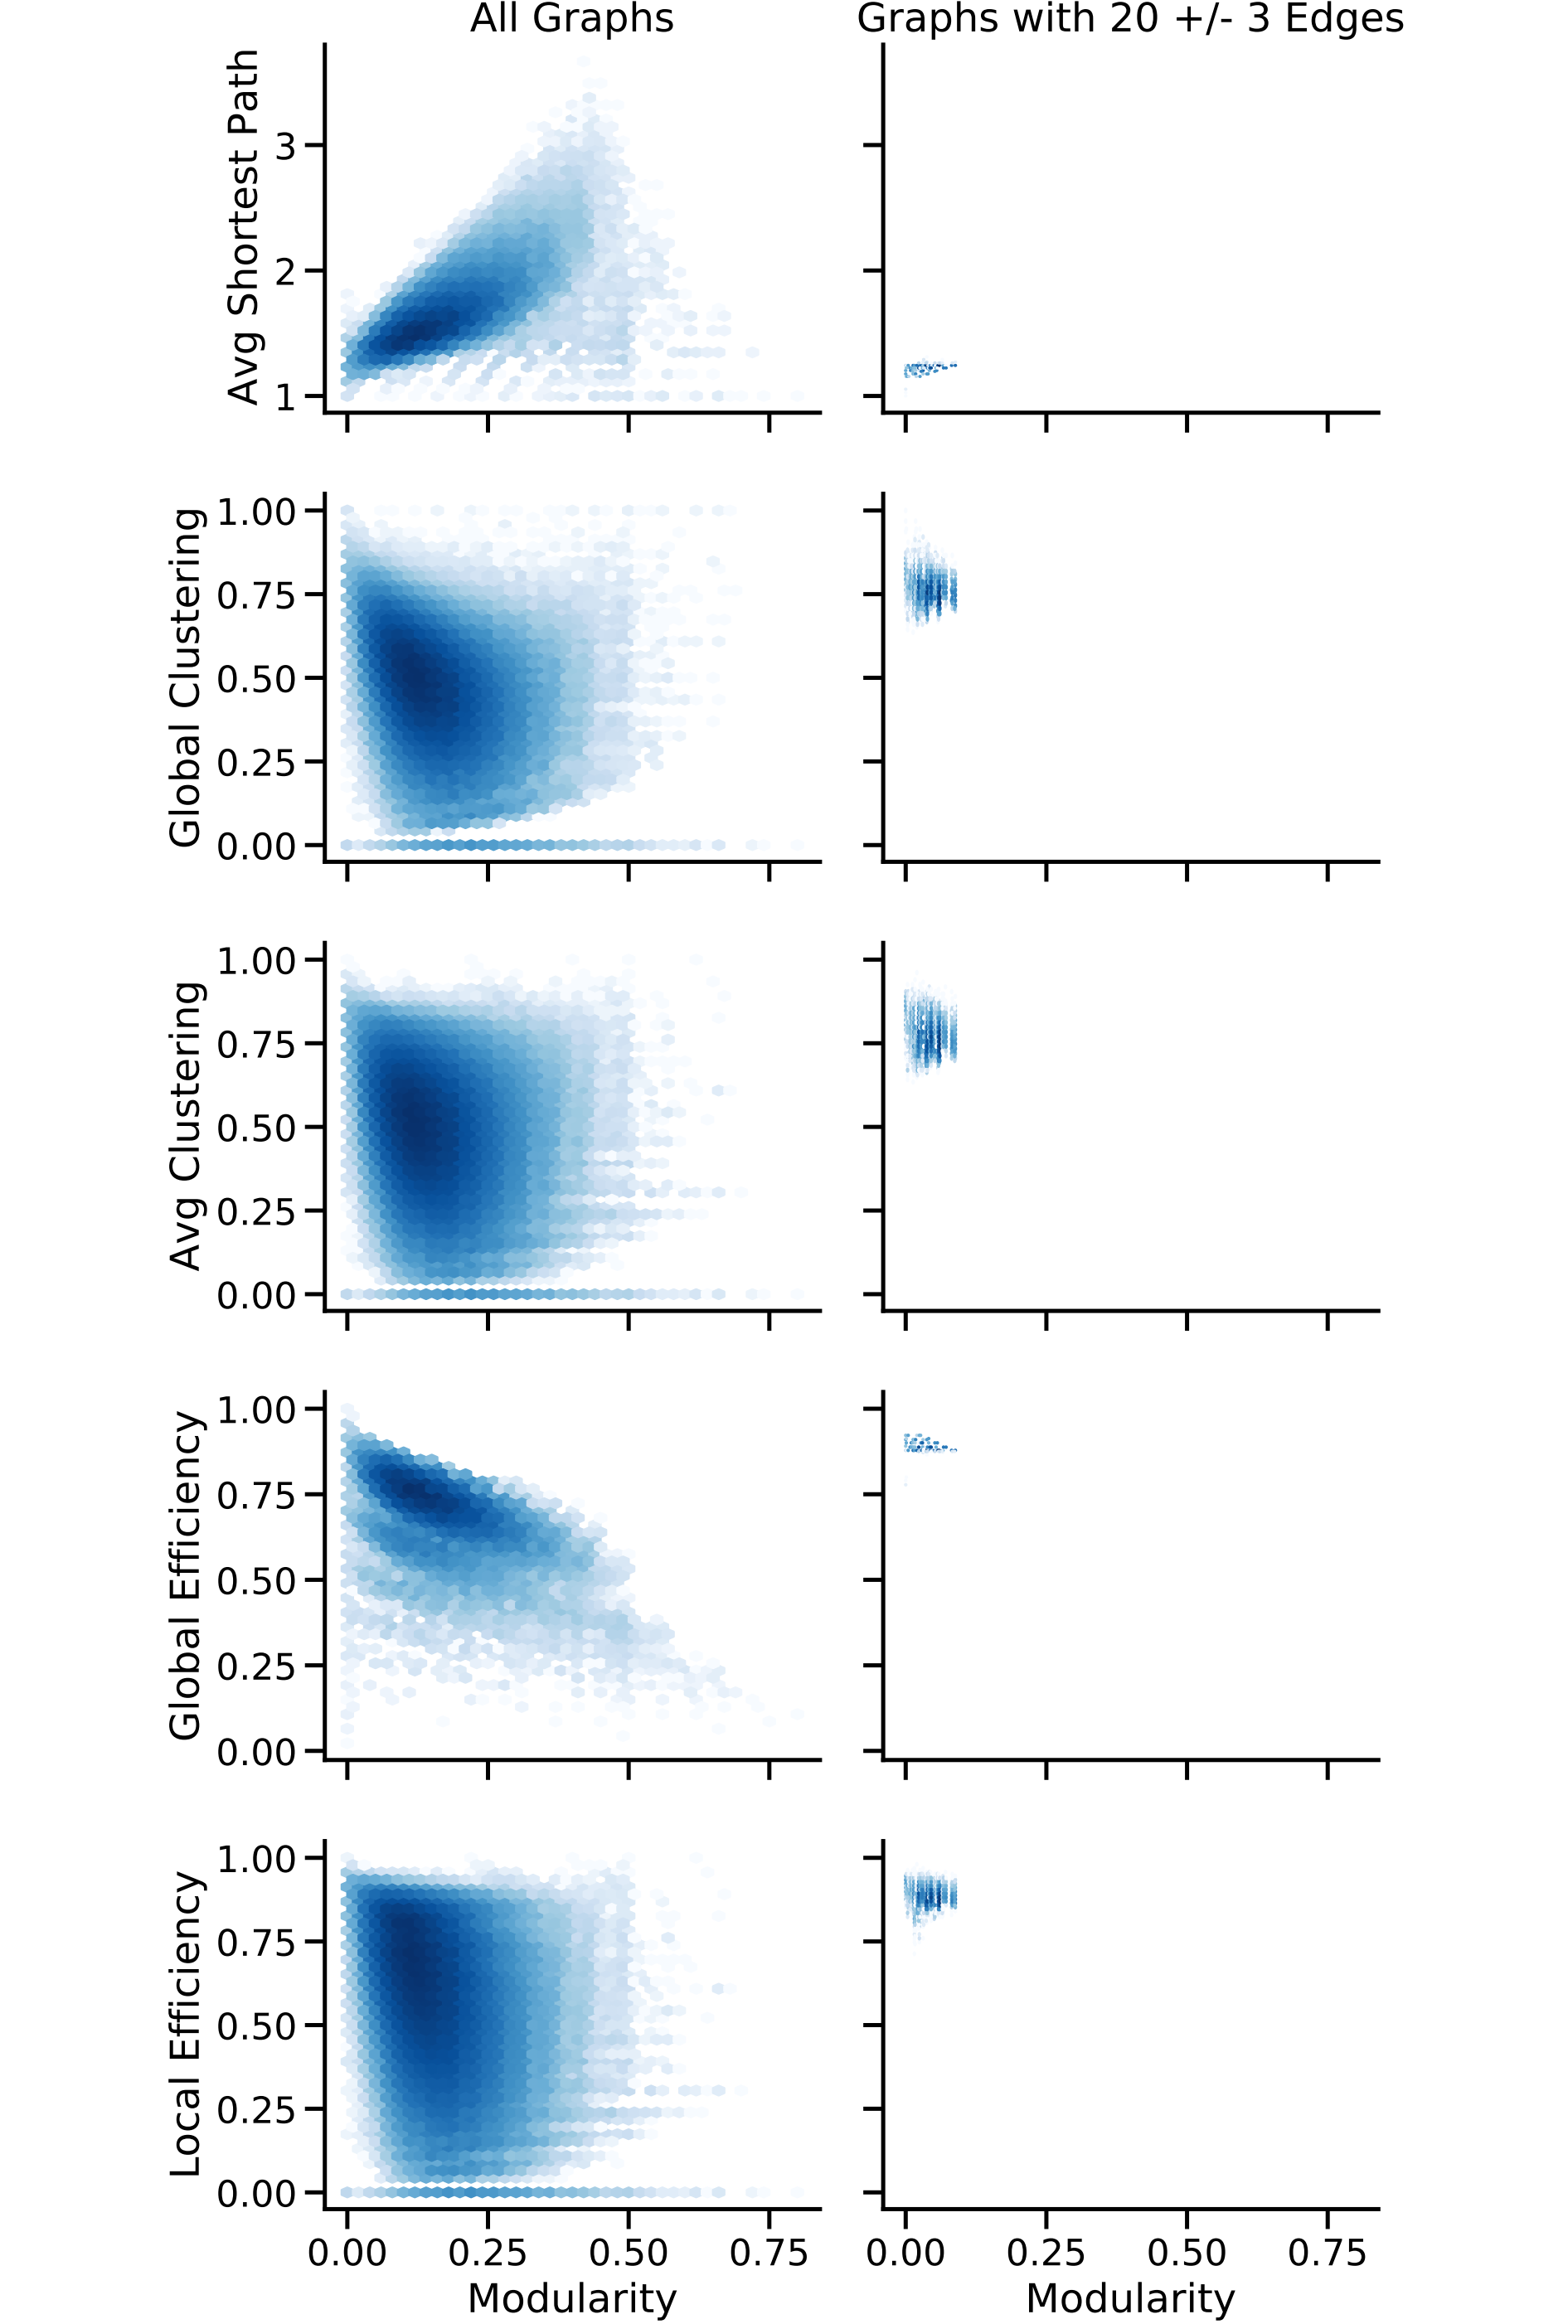 All Graphs
Graphs with 20 +/- 3 Edges
Avg Shortest Path
3
2
1
Global Clustering
1.00
0.75
0.50
0.25
0.00
Avg Clustering
1.00
0.75
0.50
0.25
0.00
Global Efficiency
1.00
0.75
0.50
0.25
0.00
Local Efficiency
1.00
0.75
0.50
0.25
0.00
0.00 0.25 0.50 0.75
0.00 0.25 0.50 0.75
Modularity
Modularity